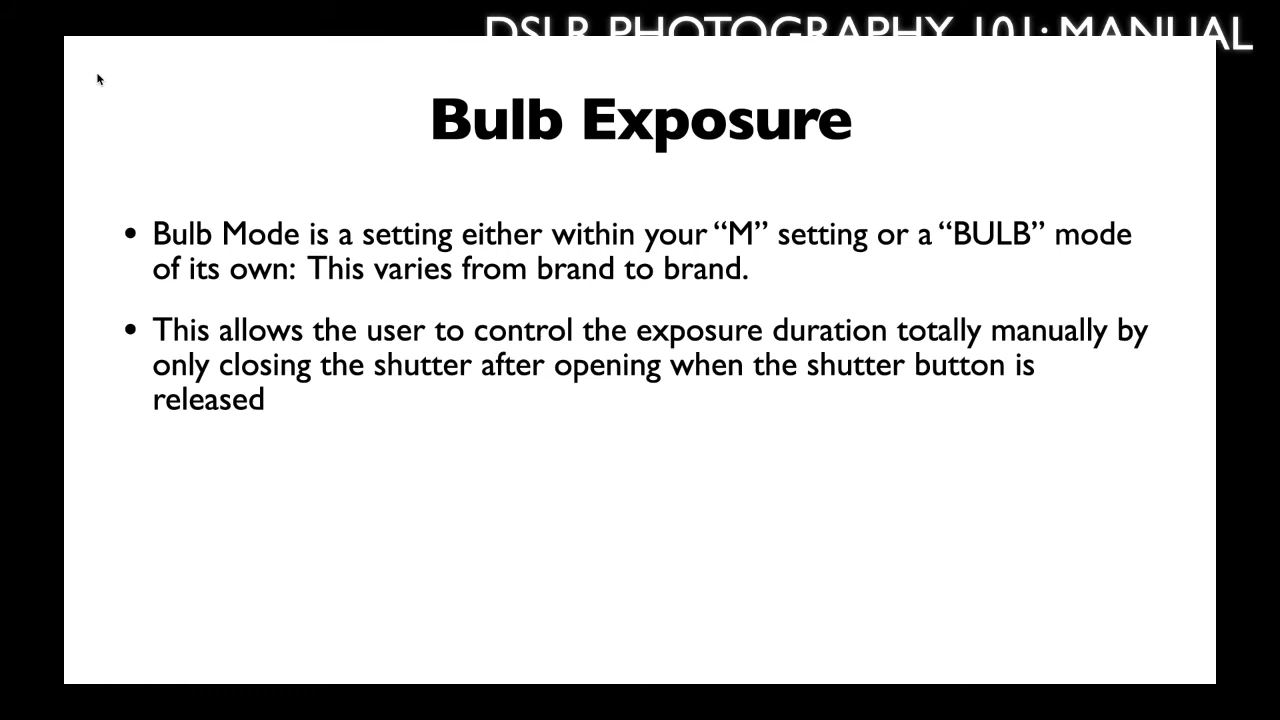 DSLR PHOTOGRAPHY 101: MANUAL
Bulb Exposure
• Bulb Mode is a setting either within your “M” setting or a “BULB” mode
of its own: This varies from brand to brand.
• This allows the user to control the exposure duration totally manually by
only closing the shutter after opening when the shutter button is
released